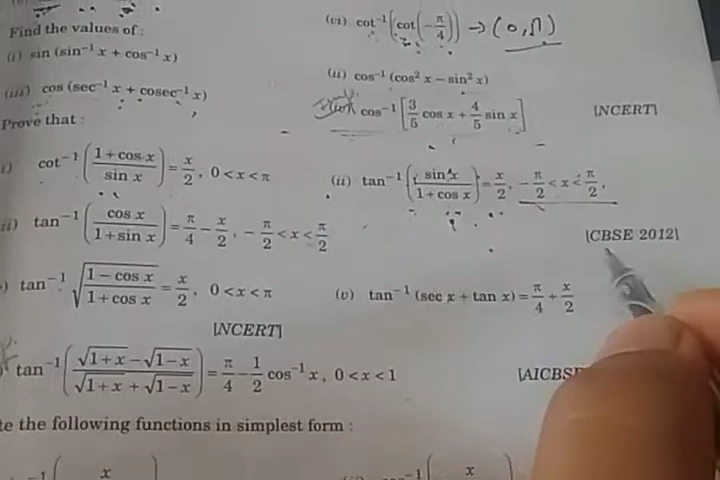 Find the values of :
(vi) cot⁻¹(cot(−π/4)) → (0, π)
(i) sin (sin⁻¹ x + cos⁻¹ x)
(ii) cos⁻¹ (cos² x − sin² x)
(iii) cos (sec⁻¹ x + cosec⁻¹ x)
cos⁻¹ [3/5 cos x + 4/5 sin x] [NCERT]
Prove that :
i) cot⁻¹ ((1 + cos x)/(sin x)) = x/2, 0 < x < π
(ii) tan⁻¹ ((sin x)/(1 + cos x)) = x/2, −π/2 < x < π/2,
[CBSE 2012]
ii) tan⁻¹ ((cos x)/(1 + sin x)) = π/4 − x/2, −π/2 < x < π/2
) tan⁻¹ √((1 − cos x)/(1 + cos x)) = x/2, 0 < x < π
(v) tan⁻¹ (sec x + tan x) = π/4 + x/2
[NCERT]
tan⁻¹ ((√1+x − √1−x)/(√1+x + √1−x)) = π/4 − 1/2 cos⁻¹ x, 0 < x < 1
[AICBSE
te the following functions in simplest form :
⁻¹ ( x )
⁻¹ ( x )